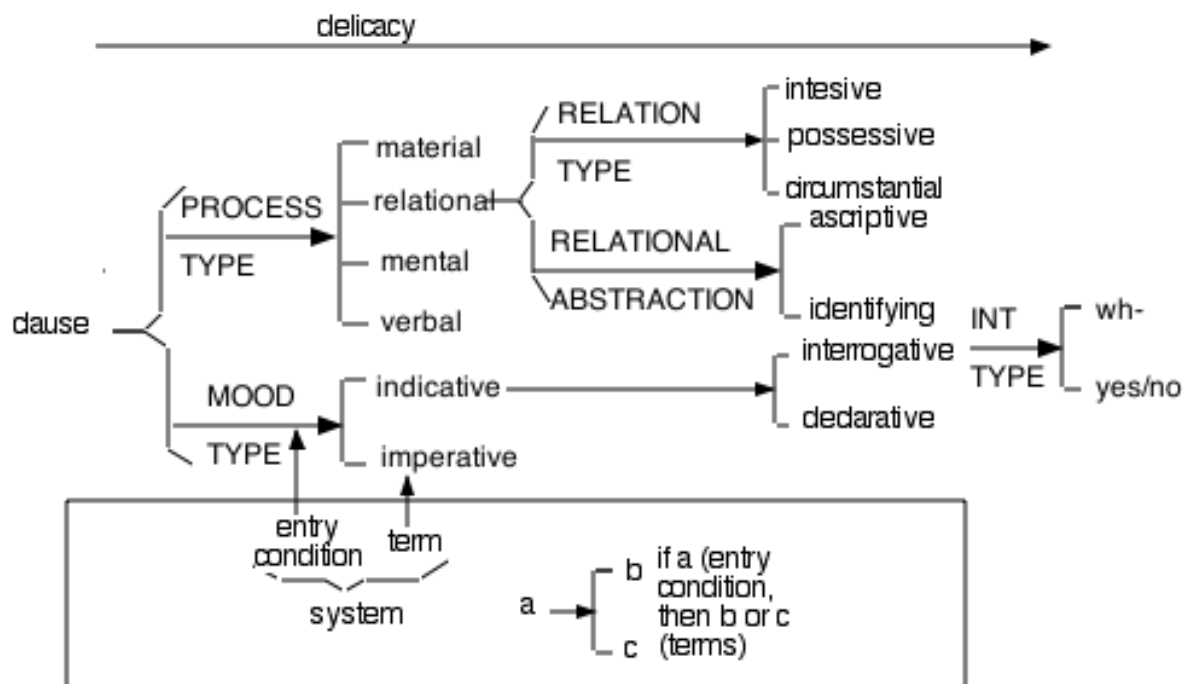 delicacy
intesive
RELATION
possessive
material
TYPE
relational
circumstantial
PROCESS
ascriptive
RELATIONAL
TYPE
mental
ABSTRACTION
verbal
identifying
INT
wh-
clause
interrogative
TYPE
MOOD
indicative
yes/no
declarative
TYPE
imperative
entry
condition
term
system
a
b
c
if a (entry
condition,
then b or c
(terms)